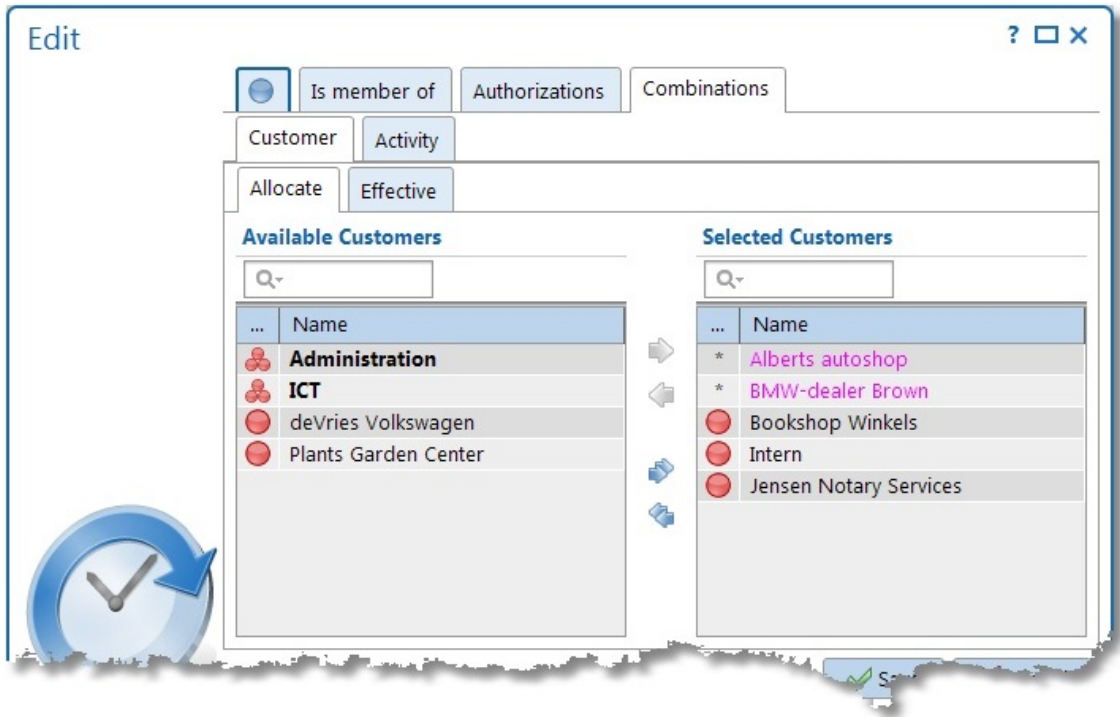 Edit
?
Is member of Authorizations Combinations
Customer Activity
Allocate Effective
Available Customers Selected Customers
... Name ... Name
Administration * Alberts autoshop
ICT * BMW-dealer Brown
deVries Volkswagen Bookshop Winkels
Plants Garden Center Intern
Jensen Notary Services